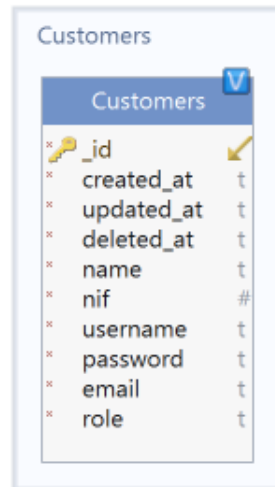 Customers
V
Customers
* _id
* created_at t
* updated_at t
* deleted_at t
* name t
* nif #
* username t
* password t
* email t
* role t